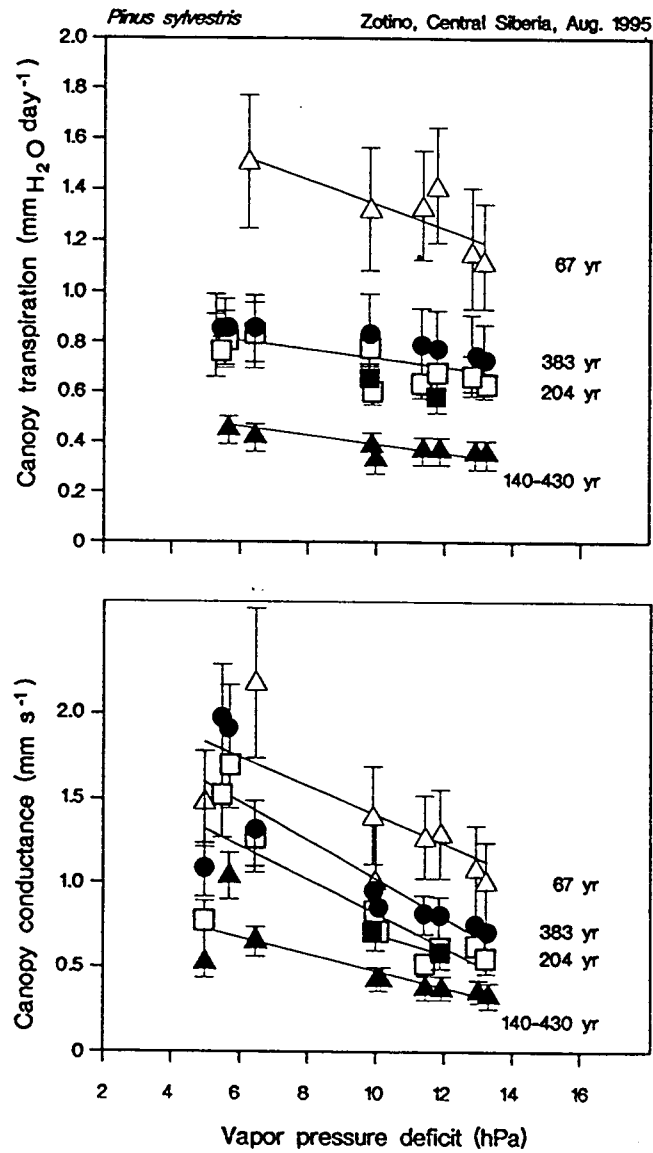 Pinus sylvestris Zotino, Central Siberia, Aug. 1995
2.0
1.8
1.6
1.4
1.2
1.0
0.8
0.6
0.4
0.2
0
Canopy transpiration (mm H₂O day⁻¹)
67 yr
383 yr
204 yr
140-430 yr
2.0
1.5
1.0
0.5
0
Canopy conductance (mm s⁻¹)
67 yr
383 yr
204 yr
140-430 yr
2 4 6 8 10 12 14 16
Vapor pressure deficit (hPa)